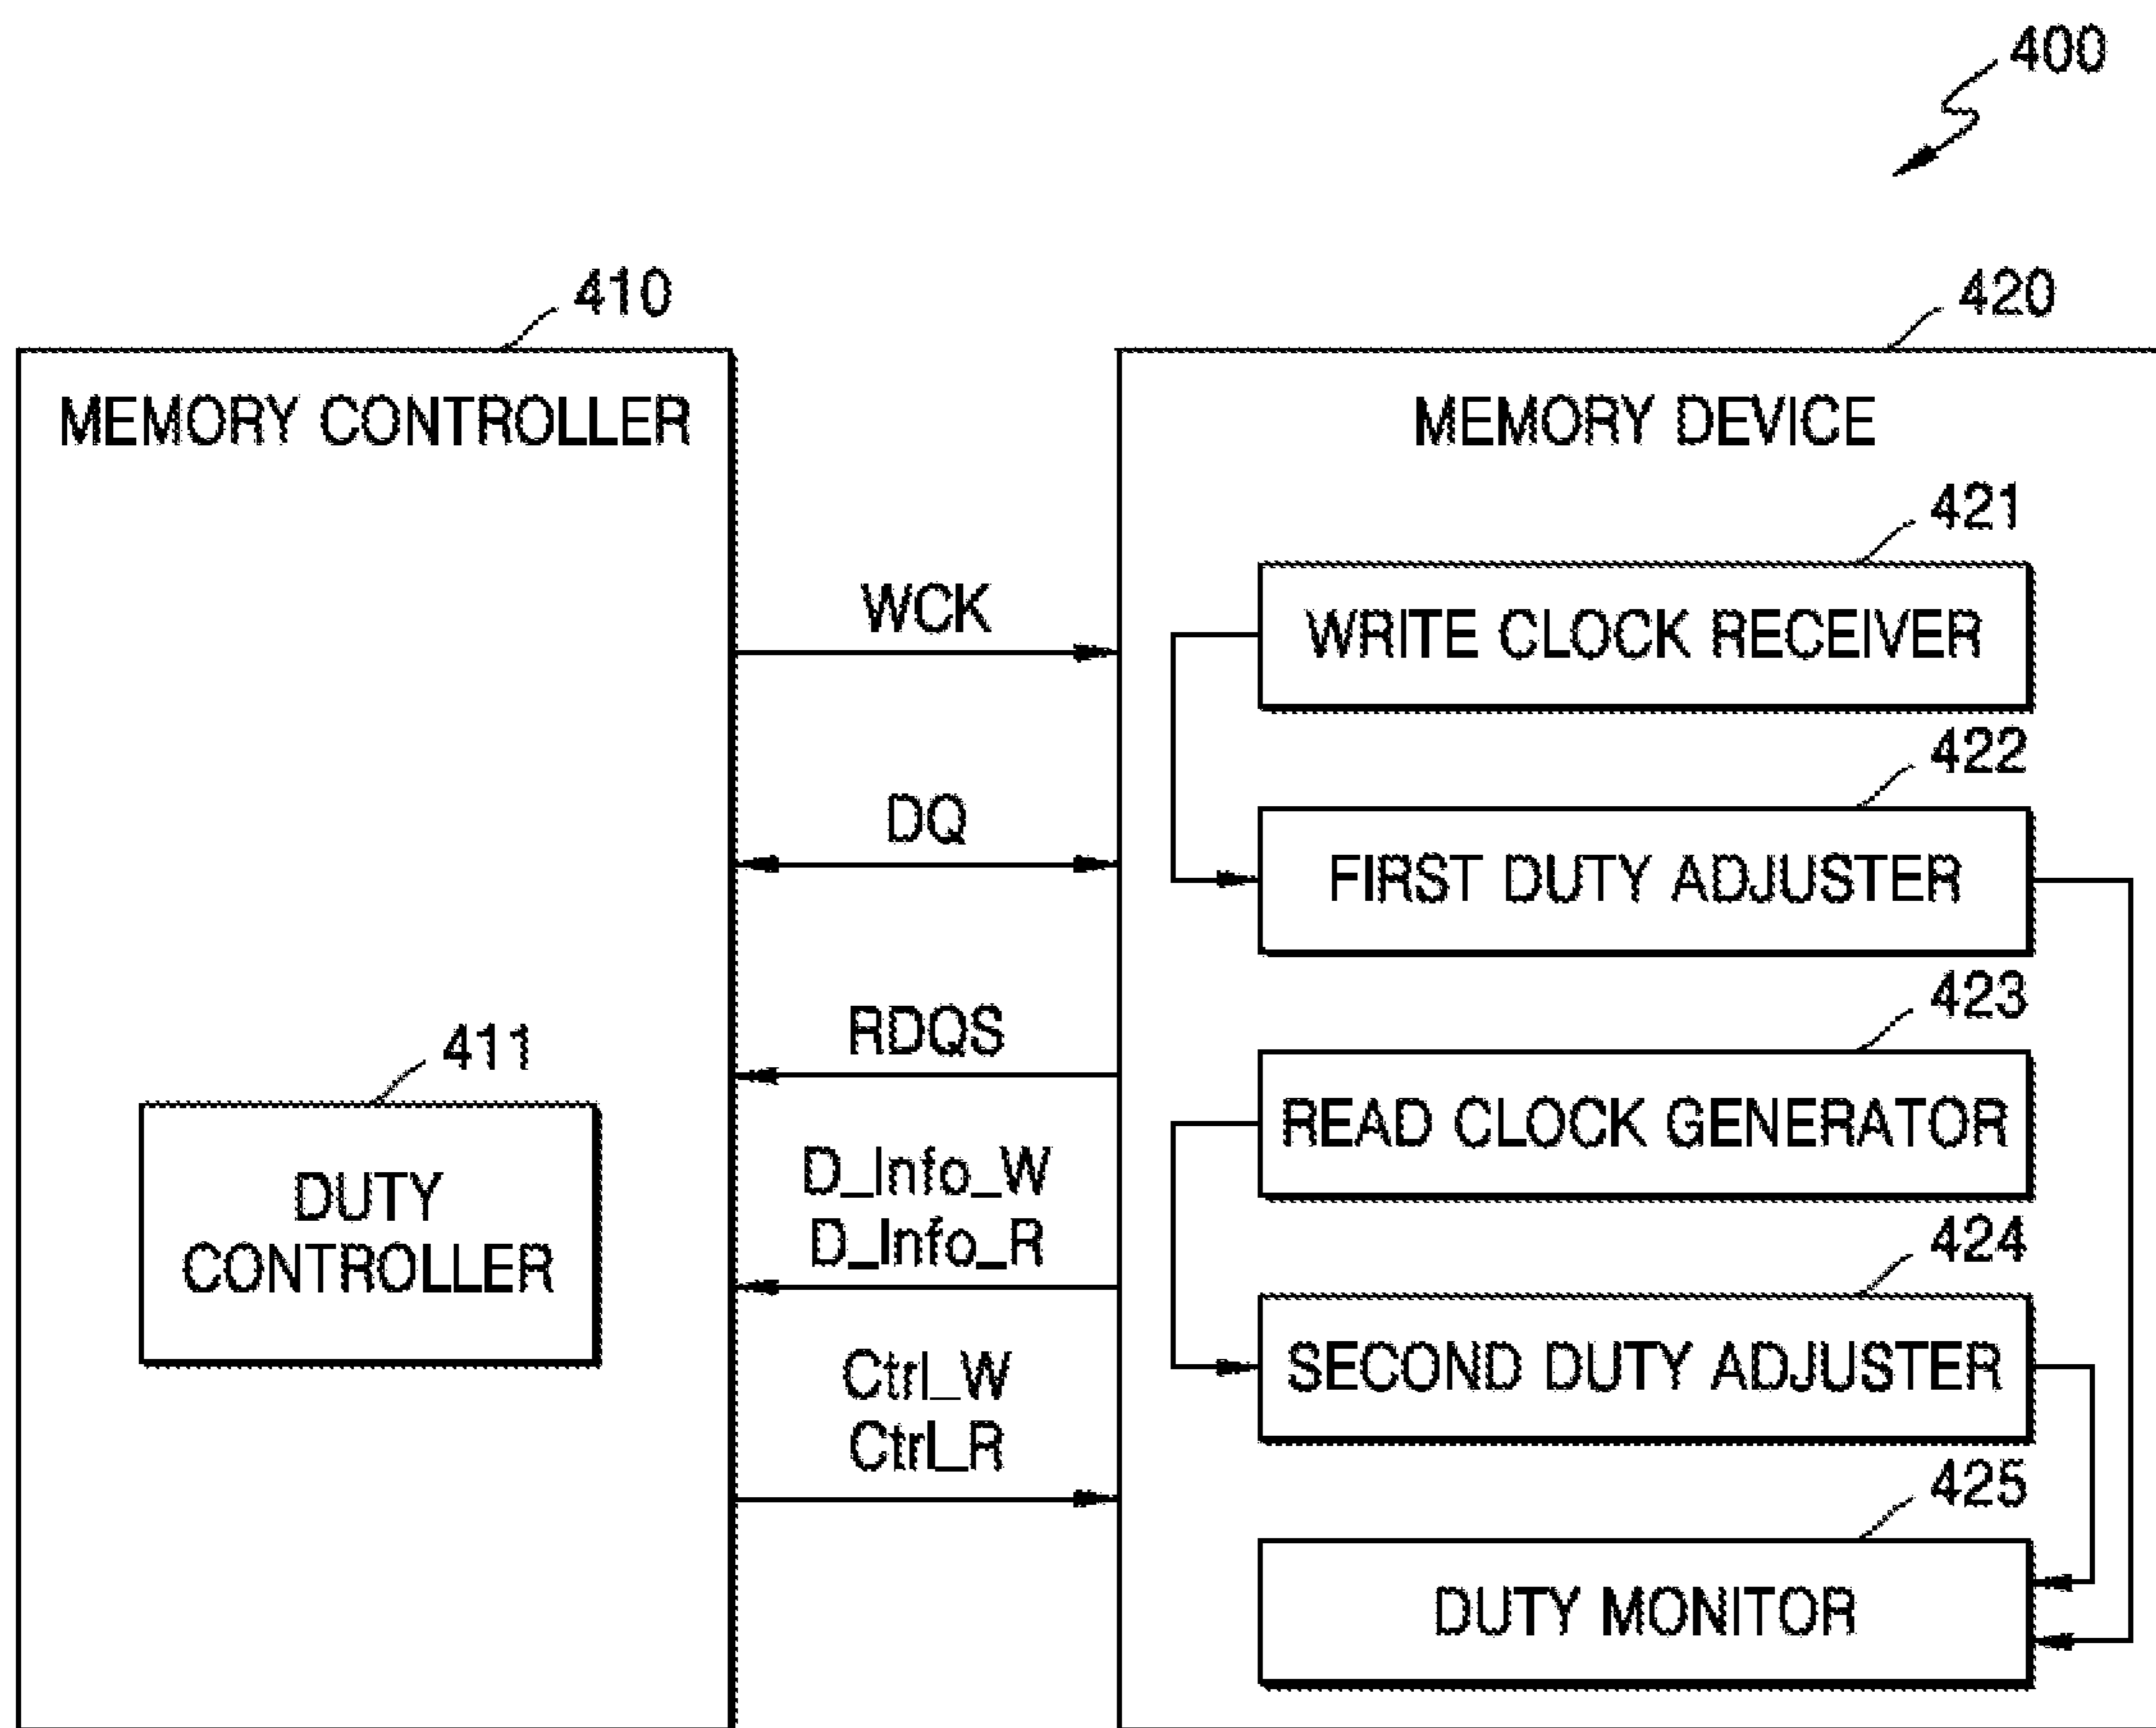 400
410
420
MEMORY CONTROLLER
MEMORY DEVICE
421
WCK
WRITE CLOCK RECEIVER
422
DQ
FIRST DUTY ADJUSTER
423
RDQS
411
READ CLOCK GENERATOR
D_Info_W
D_Info_R
DUTY
CONTROLLER
424
SECOND DUTY ADJUSTER
Ctrl_W
Ctrl_R
425
DUTY MONITOR